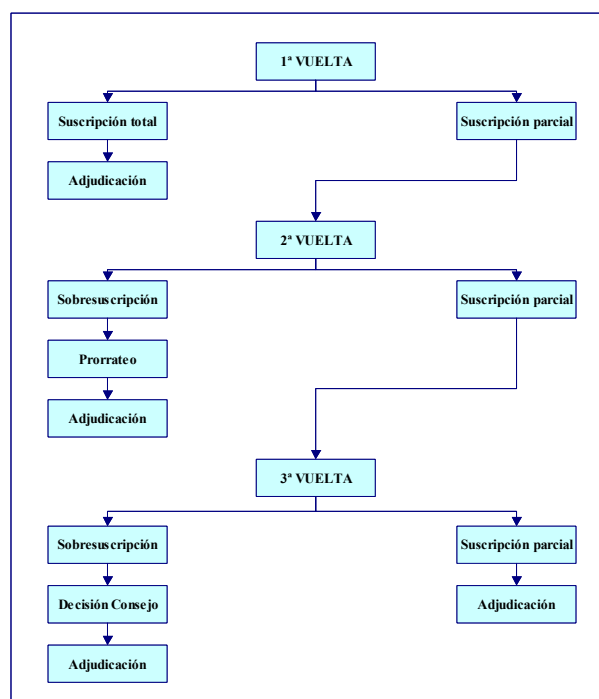 1ª VUELTA
Suscripción total
Suscripción parcial
Adjudicación
2ª VUELTA
Sobresuscripción
Suscripción parcial
Prorrateo
Adjudicación
3ª VUELTA
Sobresuscripción
Suscripción parcial
Decisión Consejo
Adjudicación
Adjudicación